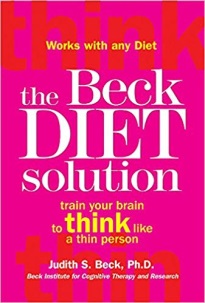 think
Works with any Diet
the Beck
DIET
solution
train your brain
to think like
a thin person
thin
Judith S. Beck, Ph.D.
Beck Institute for Cognitive Therapy and Research